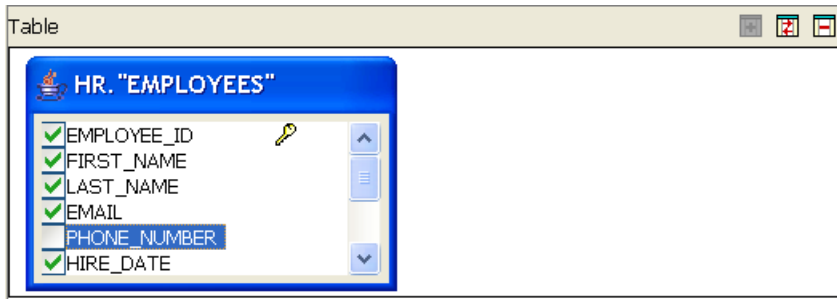 Table
HR."EMPLOYEES"
EMPLOYEE_ID
FIRST_NAME
LAST_NAME
EMAIL
PHONE_NUMBER
HIRE_DATE